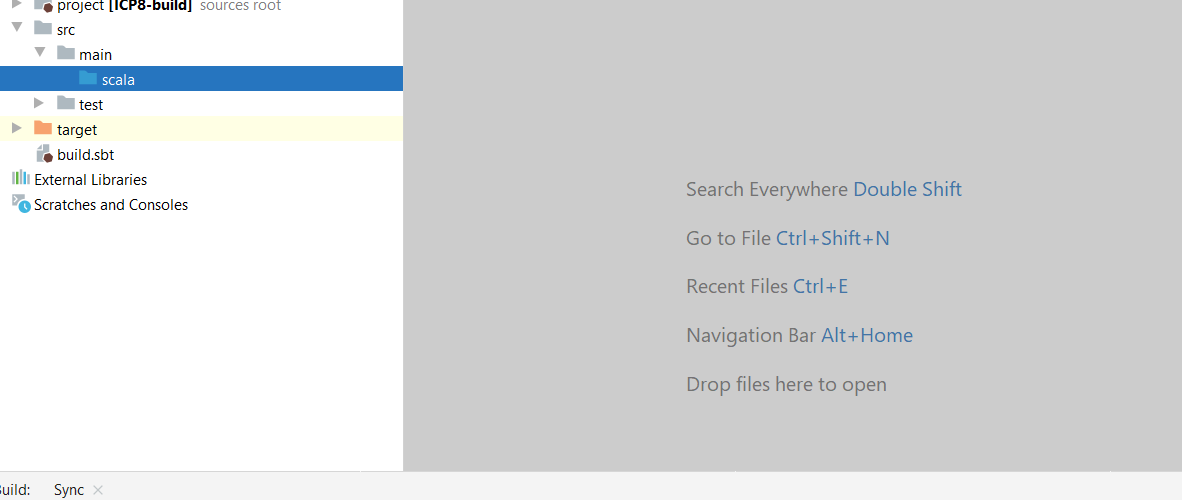 project [ICP8-build] sources root
src
main
scala
test
target
build.sbt
External Libraries
Scratches and Consoles
Search Everywhere Double Shift
Go to File Ctrl+Shift+N
Recent Files Ctrl+E
Navigation Bar Alt+Home
Drop files here to open
uild: Sync